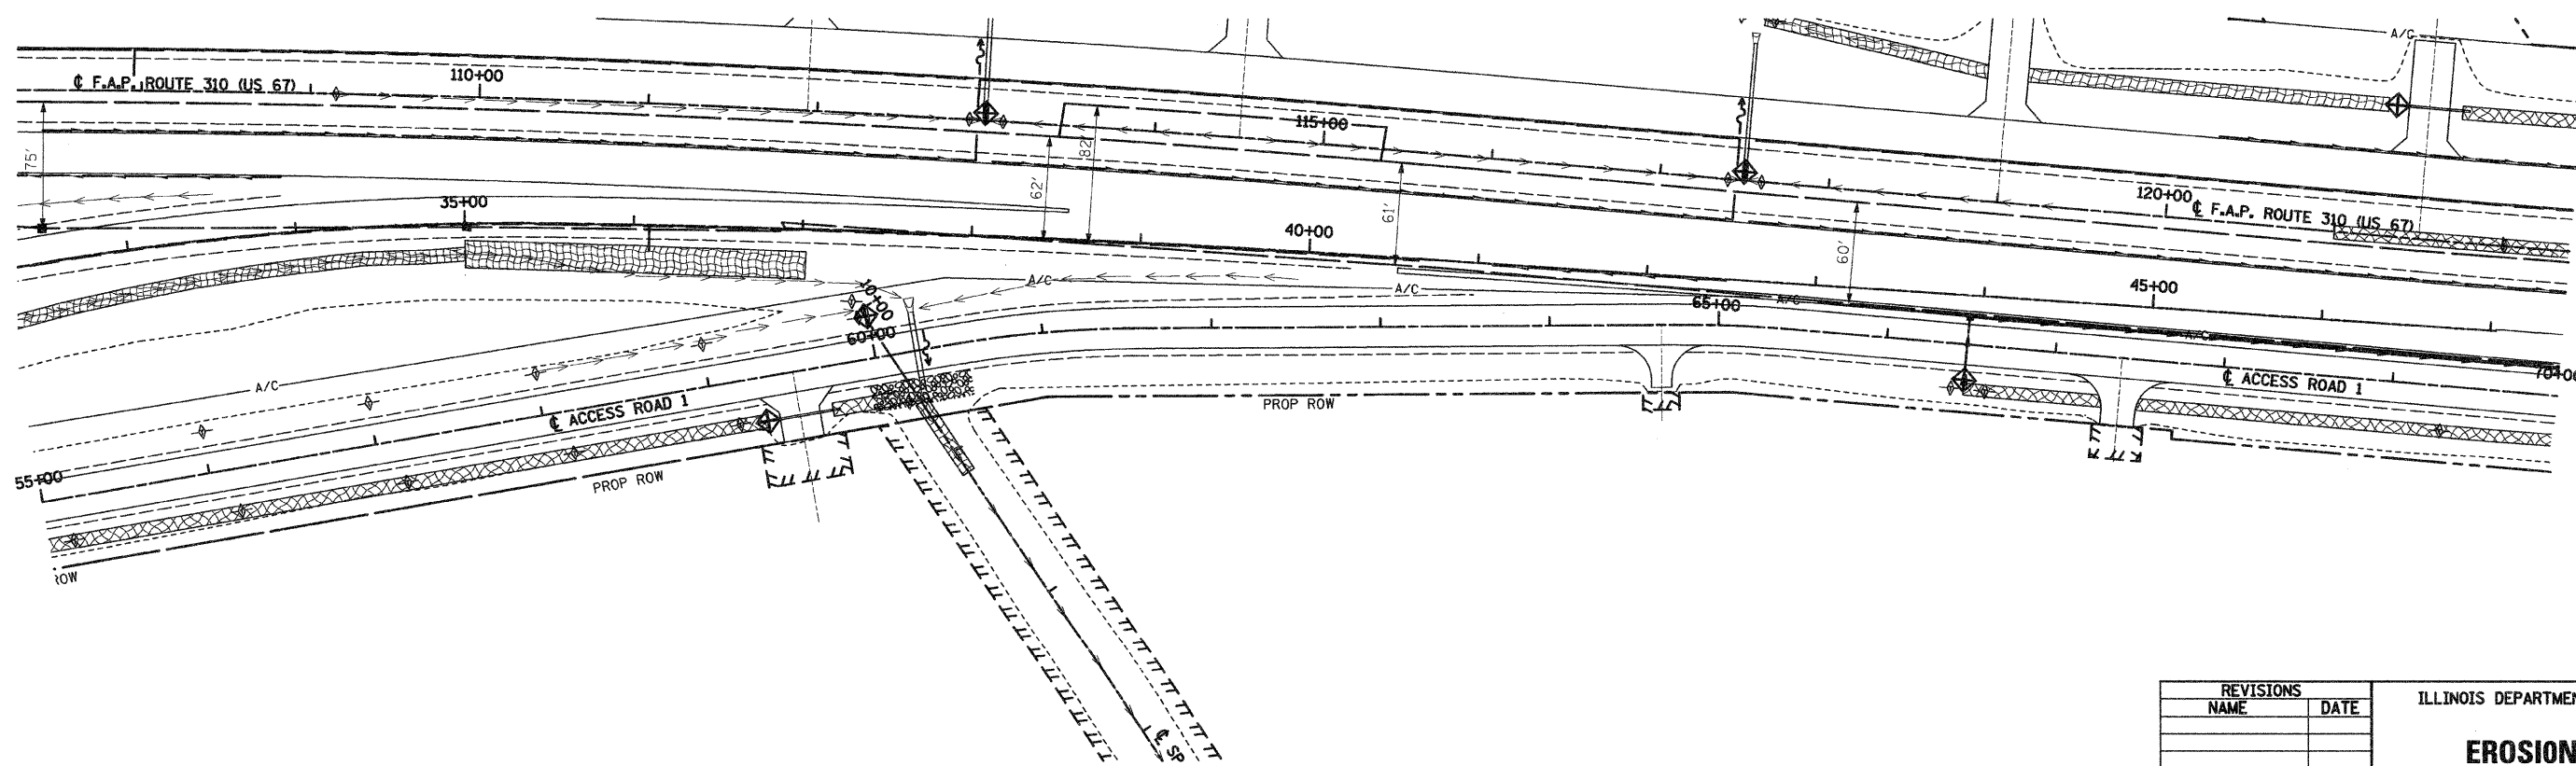 A/C
℄ F.A.P. ROUTE 310 (US 67)
110+00
115+00
75'
82'
62'
61'
60'
120+00
℄ F.A.P. ROUTE 310 (US 67)
35+00
40+00
45+00
A/C
A/C
A/C
A/C
10+00
60+00
65+00
70+00
A/C
℄ ACCESS ROAD 1
℄ ACCESS ROAD 1
PROP ROW
55+00
PROP ROW
ROW
℄ SP
REVISIONS
NAME DATE
ILLINOIS DEPARTMEN
EROSION